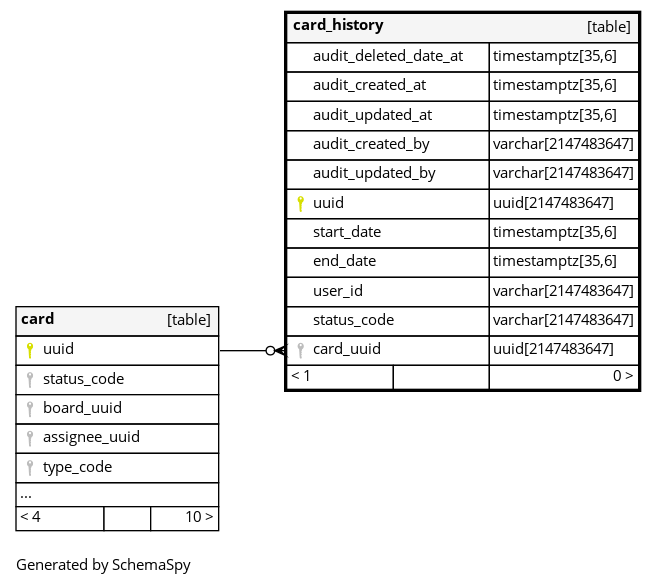 card_history [table]
audit_deleted_date_at timestamptz[35,6]
audit_created_at timestamptz[35,6]
audit_updated_at timestamptz[35,6]
audit_created_by varchar[2147483647]
audit_updated_by varchar[2147483647]
uuid uuid[2147483647]
start_date timestamptz[35,6]
end_date timestamptz[35,6]
user_id varchar[2147483647]
status_code varchar[2147483647]
card_uuid uuid[2147483647]
< 1 0 >
card [table]
uuid
status_code
board_uuid
assignee_uuid
type_code
...
< 4 10 >
Generated by SchemaSpy